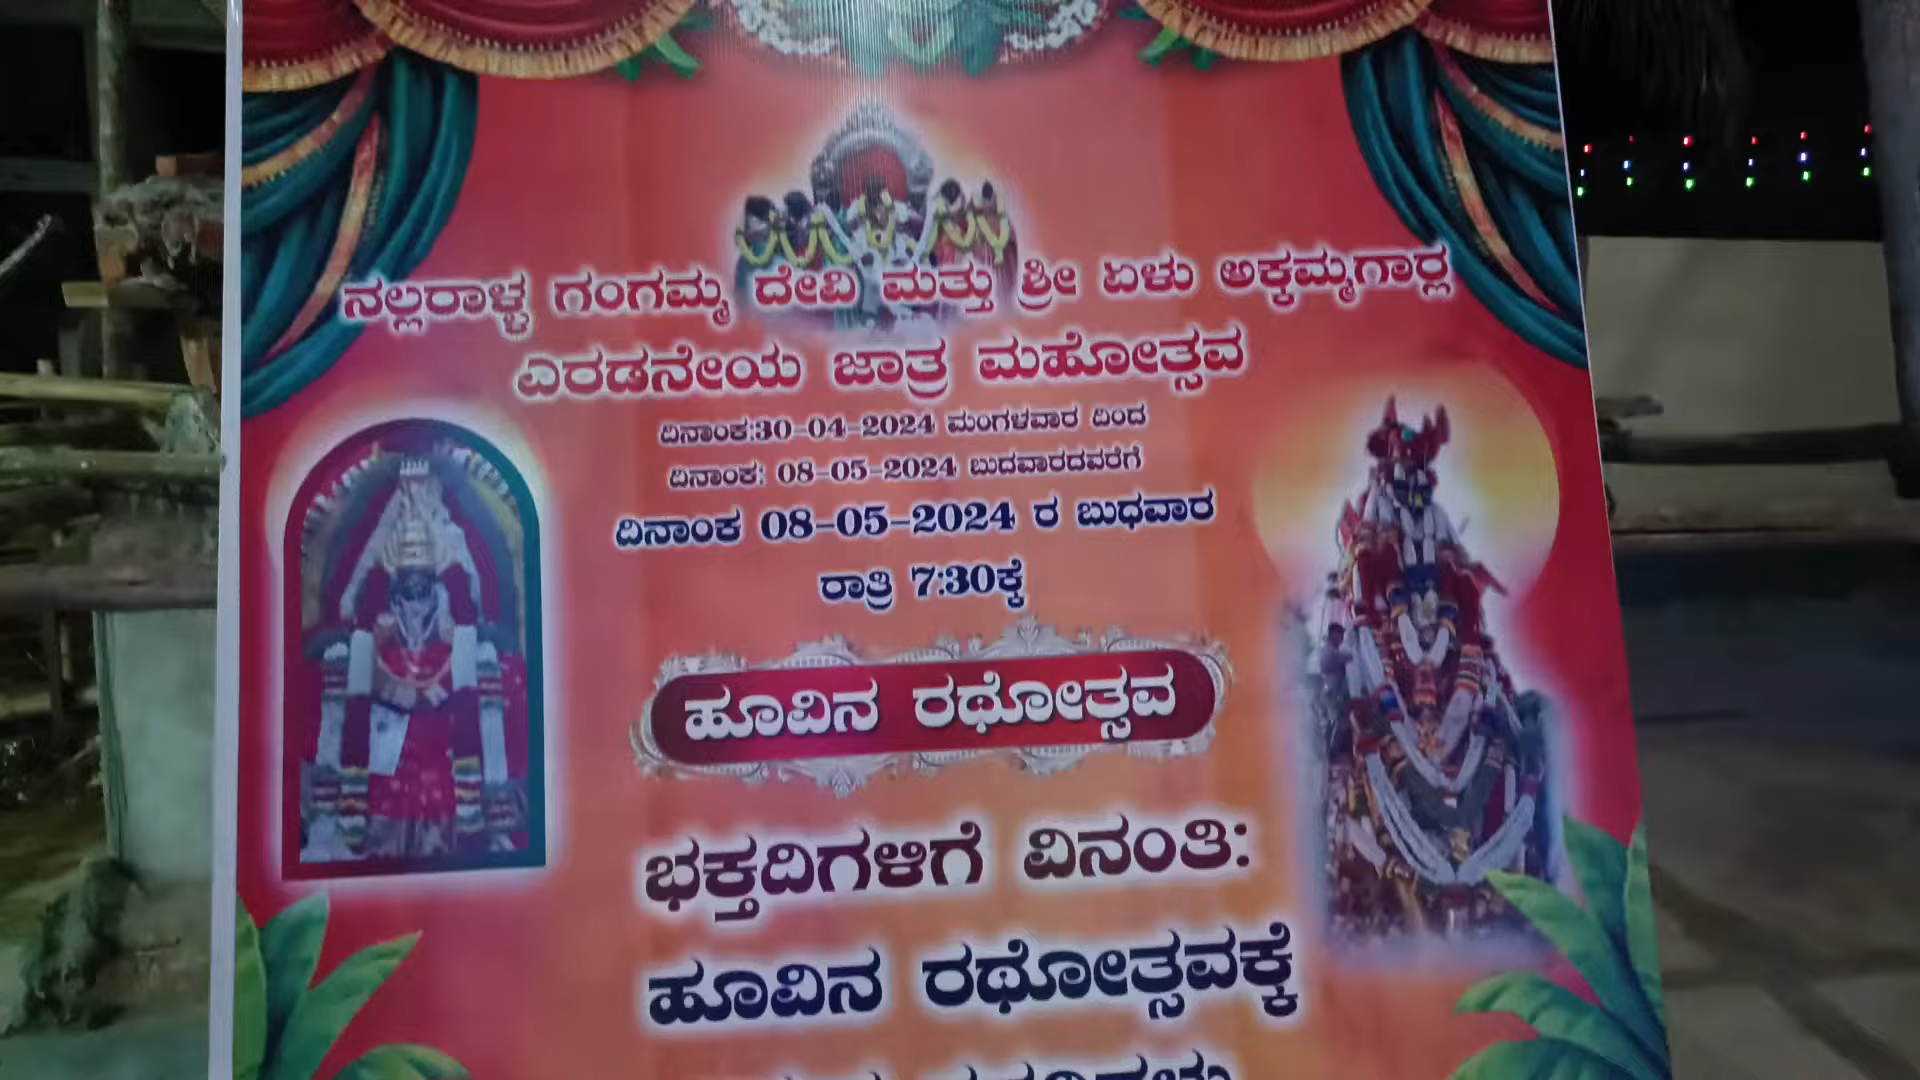 ನಲ್ಲರಾಳ್ಳ ಗಂಗಮ್ಮ ದೇವಿ ಮತ್ತು ಶ್ರೀ ಏಳು ಅಕ್ಕಮ್ಮಗಾರ‍್ಲ
ಎರಡನೇಯ ಜಾತ್ರ ಮಹೋತ್ಸವ
ದಿನಾಂಕ:30-04-2024 ಮಂಗಳವಾರ ದಿಂದ
ದಿನಾಂಕ: 08-05-2024 ಬುದವಾರದವರೆಗೆ
ದಿನಾಂಕ 08-05-2024 ರ ಬುಧವಾರ
ರಾತ್ರಿ 7:30ಕ್ಕೆ
ಹೂವಿನ ರಥೋತ್ಸವ
ಭಕ್ತದಿಗಳಿಗೆ ವಿನಂತಿ:
ಹೂವಿನ ರಥೋತ್ಸವಕ್ಕೆ